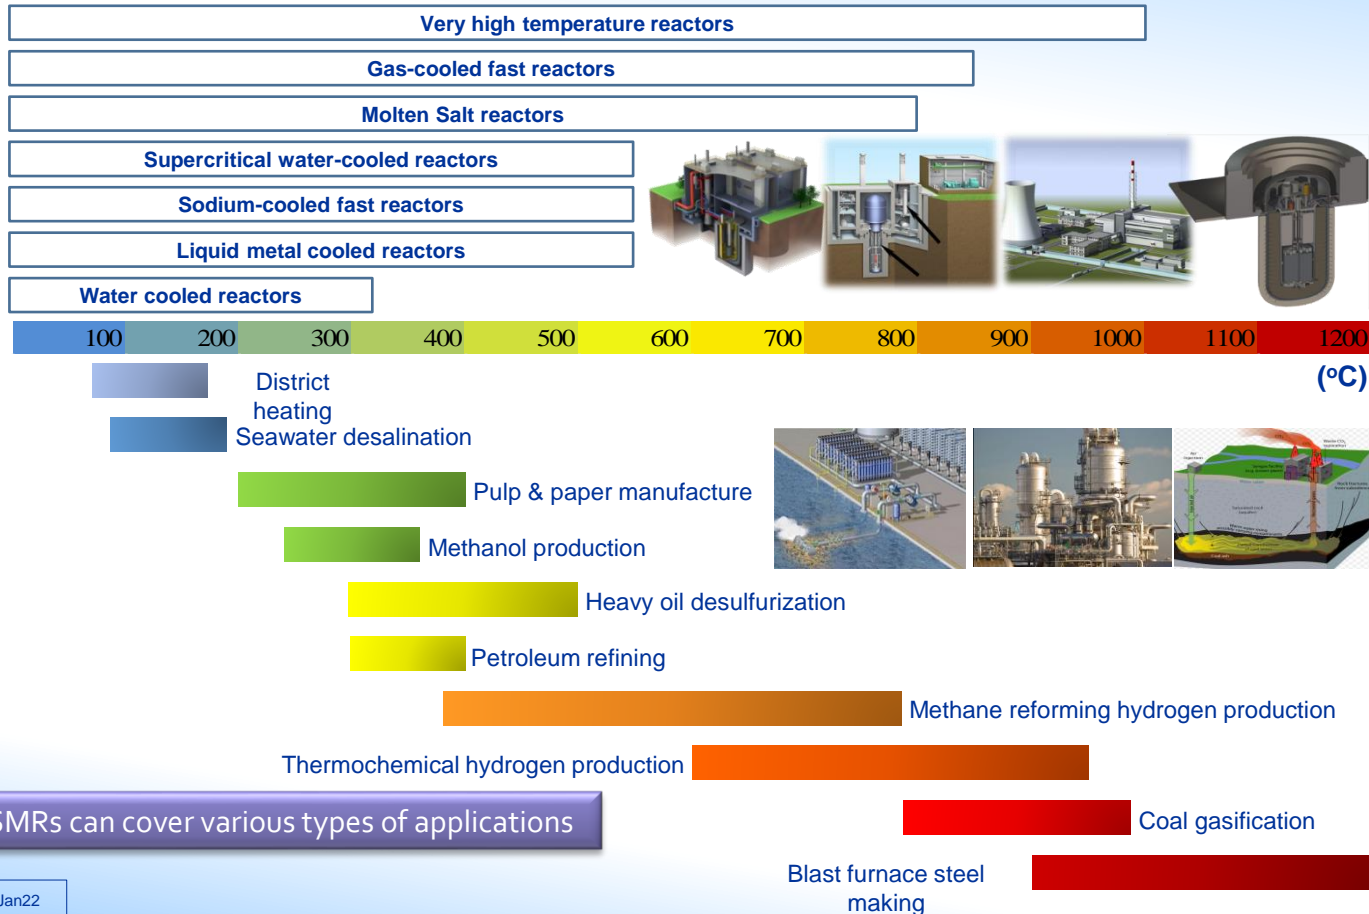 Very high temperature reactors
Gas-cooled fast reactors
Molten Salt reactors
Supercritical water-cooled reactors
Sodium-cooled fast reactors
Liquid metal cooled reactors
Water cooled reactors
100 200 300 400 500 600 700 800 900 1000 1100 1200
(°C)
District
heating
Seawater desalination
Pulp & paper manufacture
Methanol production
Heavy oil desulfurization
Petroleum refining
Methane reforming hydrogen production
Thermochemical hydrogen production
SMRs can cover various types of applications
Coal gasification
Blast furnace steel
making
Jan22